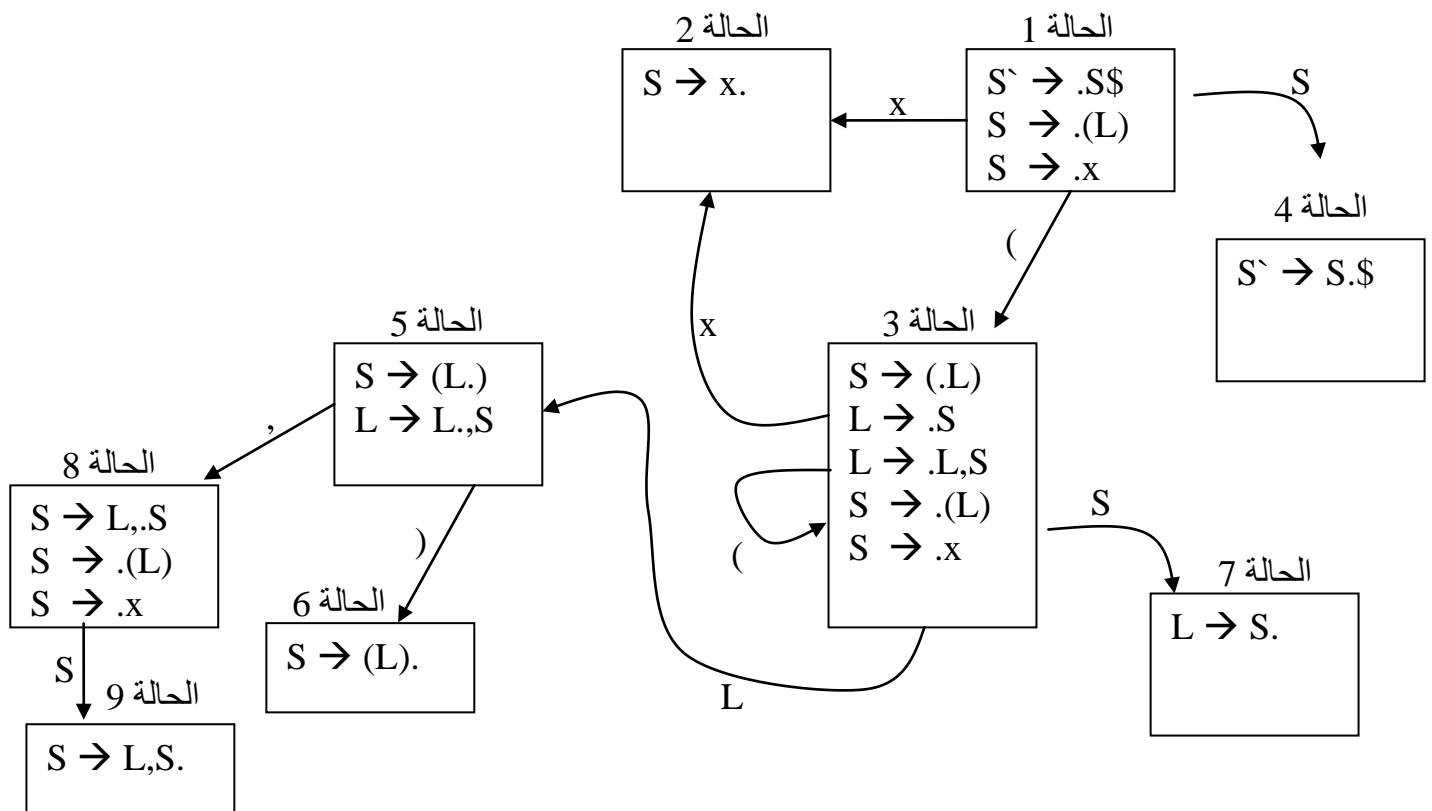 الحالة 1
S` → .S$
S → .(L)
S → .x
S
x
(
الحالة 2
S → x.
x
الحالة 4
S` → S.$
الحالة 3
S → (.L)
L → .S
L → .L,S
S → .(L)
S → .x
(
S
L
الحالة 5
S → (L.)
L → L.,S
,
)
الحالة 8
S → L,.S
S → .(L)
S → .x
S
الحالة 6
S → (L).
الحالة 7
L → S.
الحالة 9
S → L,S.